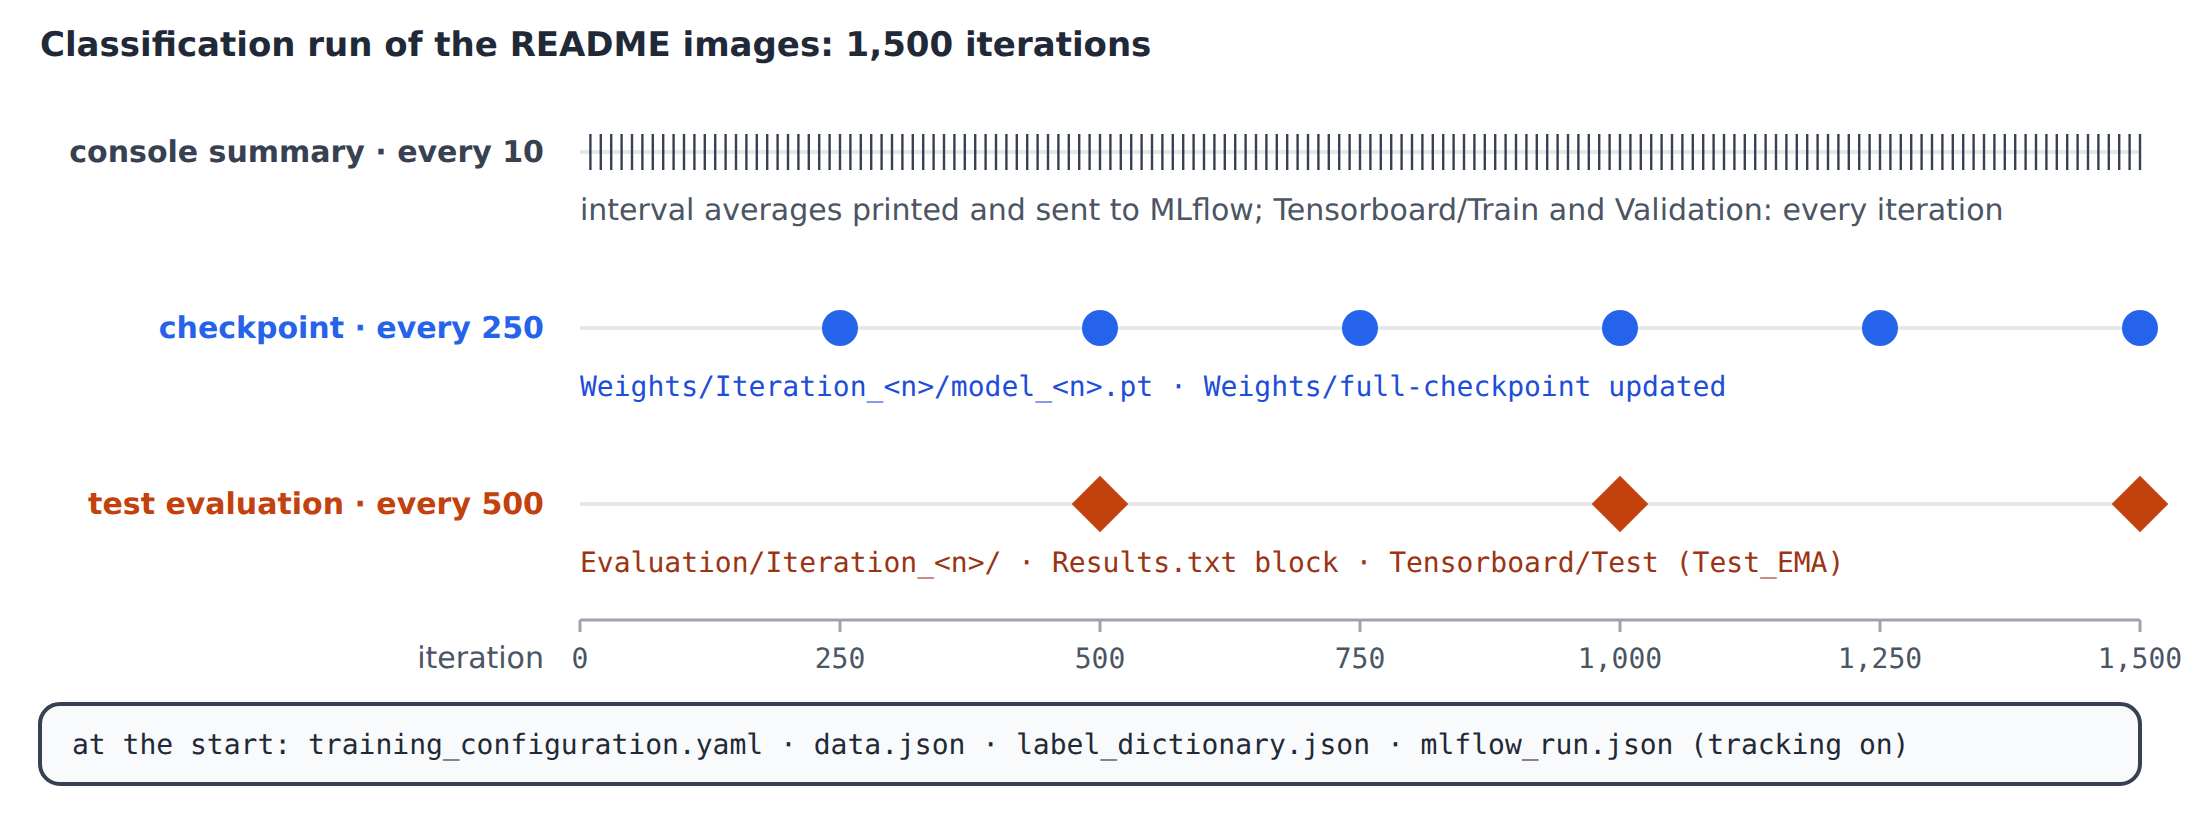 Classification run of the README images: 1,500 iterations
console summary · every 10
interval averages printed and sent to MLflow; Tensorboard/Train and Validation: every iteration
checkpoint · every 250
Weights/Iteration_<n>/model_<n>.pt · Weights/full-checkpoint updated
test evaluation · every 500
Evaluation/Iteration_<n>/ · Results.txt block · Tensorboard/Test (Test_EMA)
iteration 0 250 500 750 1,000 1,250 1,500
at the start: training_configuration.yaml · data.json · label_dictionary.json · mlflow_run.json (tracking on)